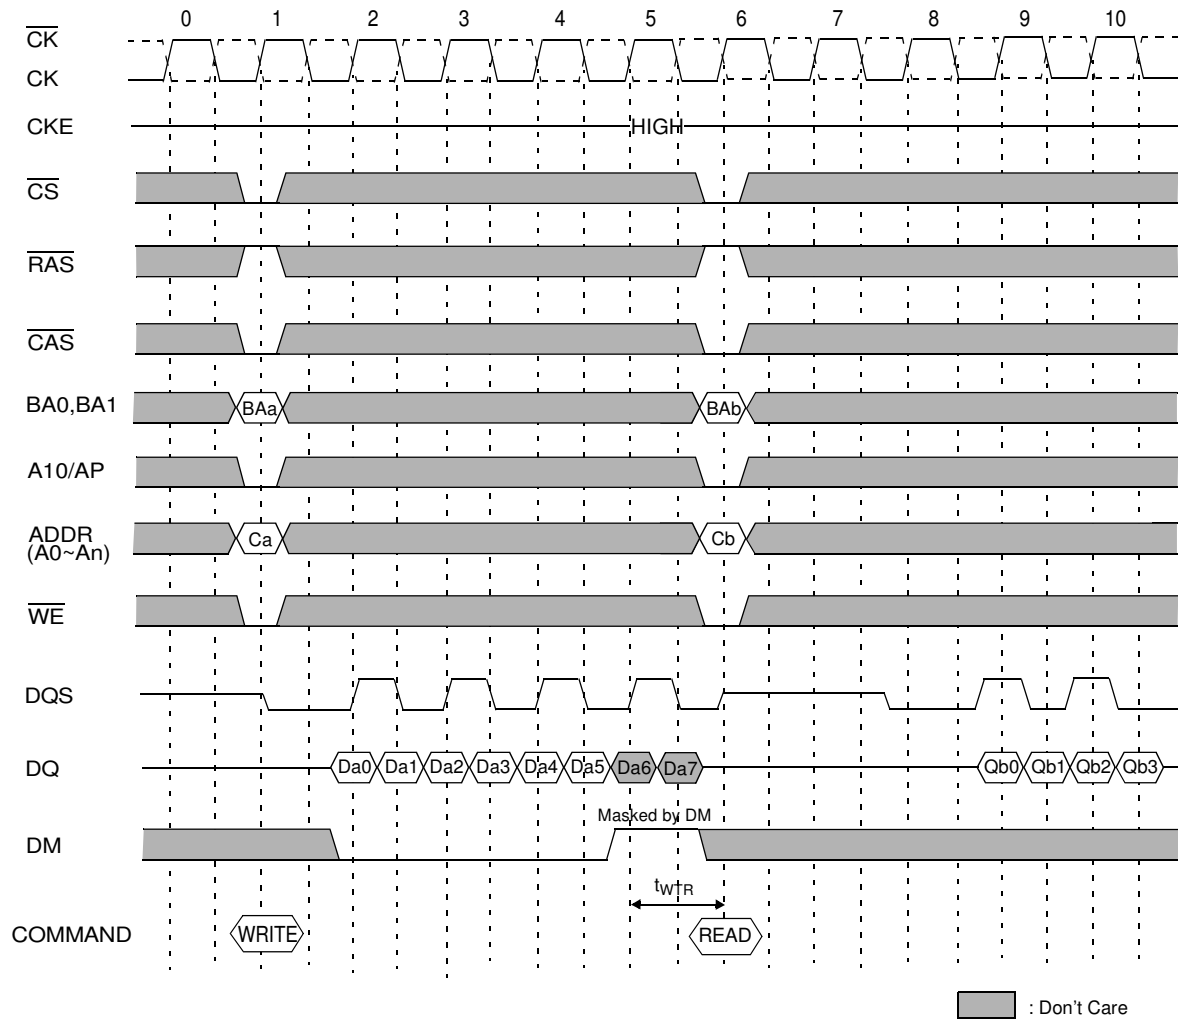 0 1 2 3 4 5 6 7 8 9 10
CK
CK
CKE HIGH
CS
RAS
CAS
BA0,BA1 BAa BAb
A10/AP
ADDR
(A0~An) Ca Cb
WE
DQS
DQ Da0 Da1 Da2 Da3 Da4 Da5 Da6 Da7 Qb0 Qb1 Qb2 Qb3
Masked by DM
DM
tWTR
COMMAND WRITE READ
: Don't Care